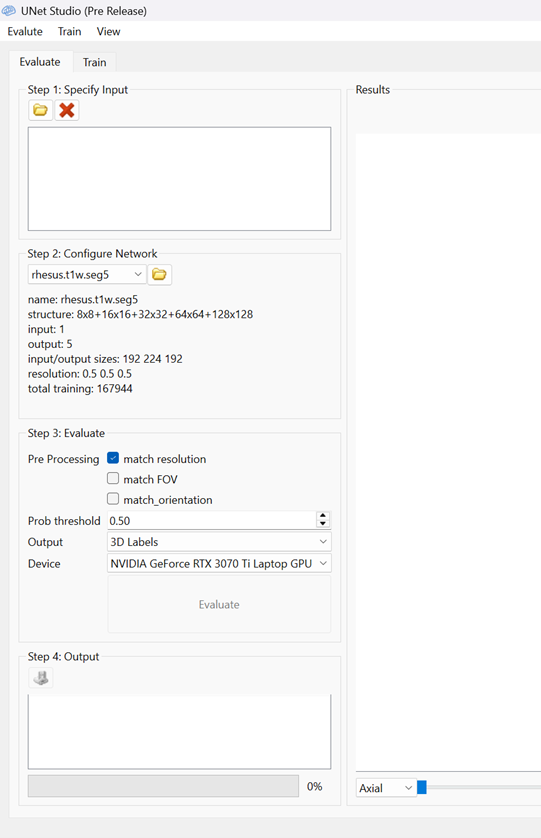 UNet Studio (Pre Release)
Evalute Train View
Evaluate Train
Step 1: Specify Input
Results
Step 2: Configure Network
rhesus.t1w.seg5
name: rhesus.t1w.seg5
structure: 8x8+16x16+32x32+64x64+128x128
input: 1
output: 5
input/output sizes: 192 224 192
resolution: 0.5 0.5 0.5
total training: 167944
Step 3: Evaluate
Pre Processing match resolution
match FOV
match_orientation
Prob threshold 0.50
Output 3D Labels
Device NVIDIA GeForce RTX 3070 Ti Laptop GPU
Evaluate
Step 4: Output
0%
Axial